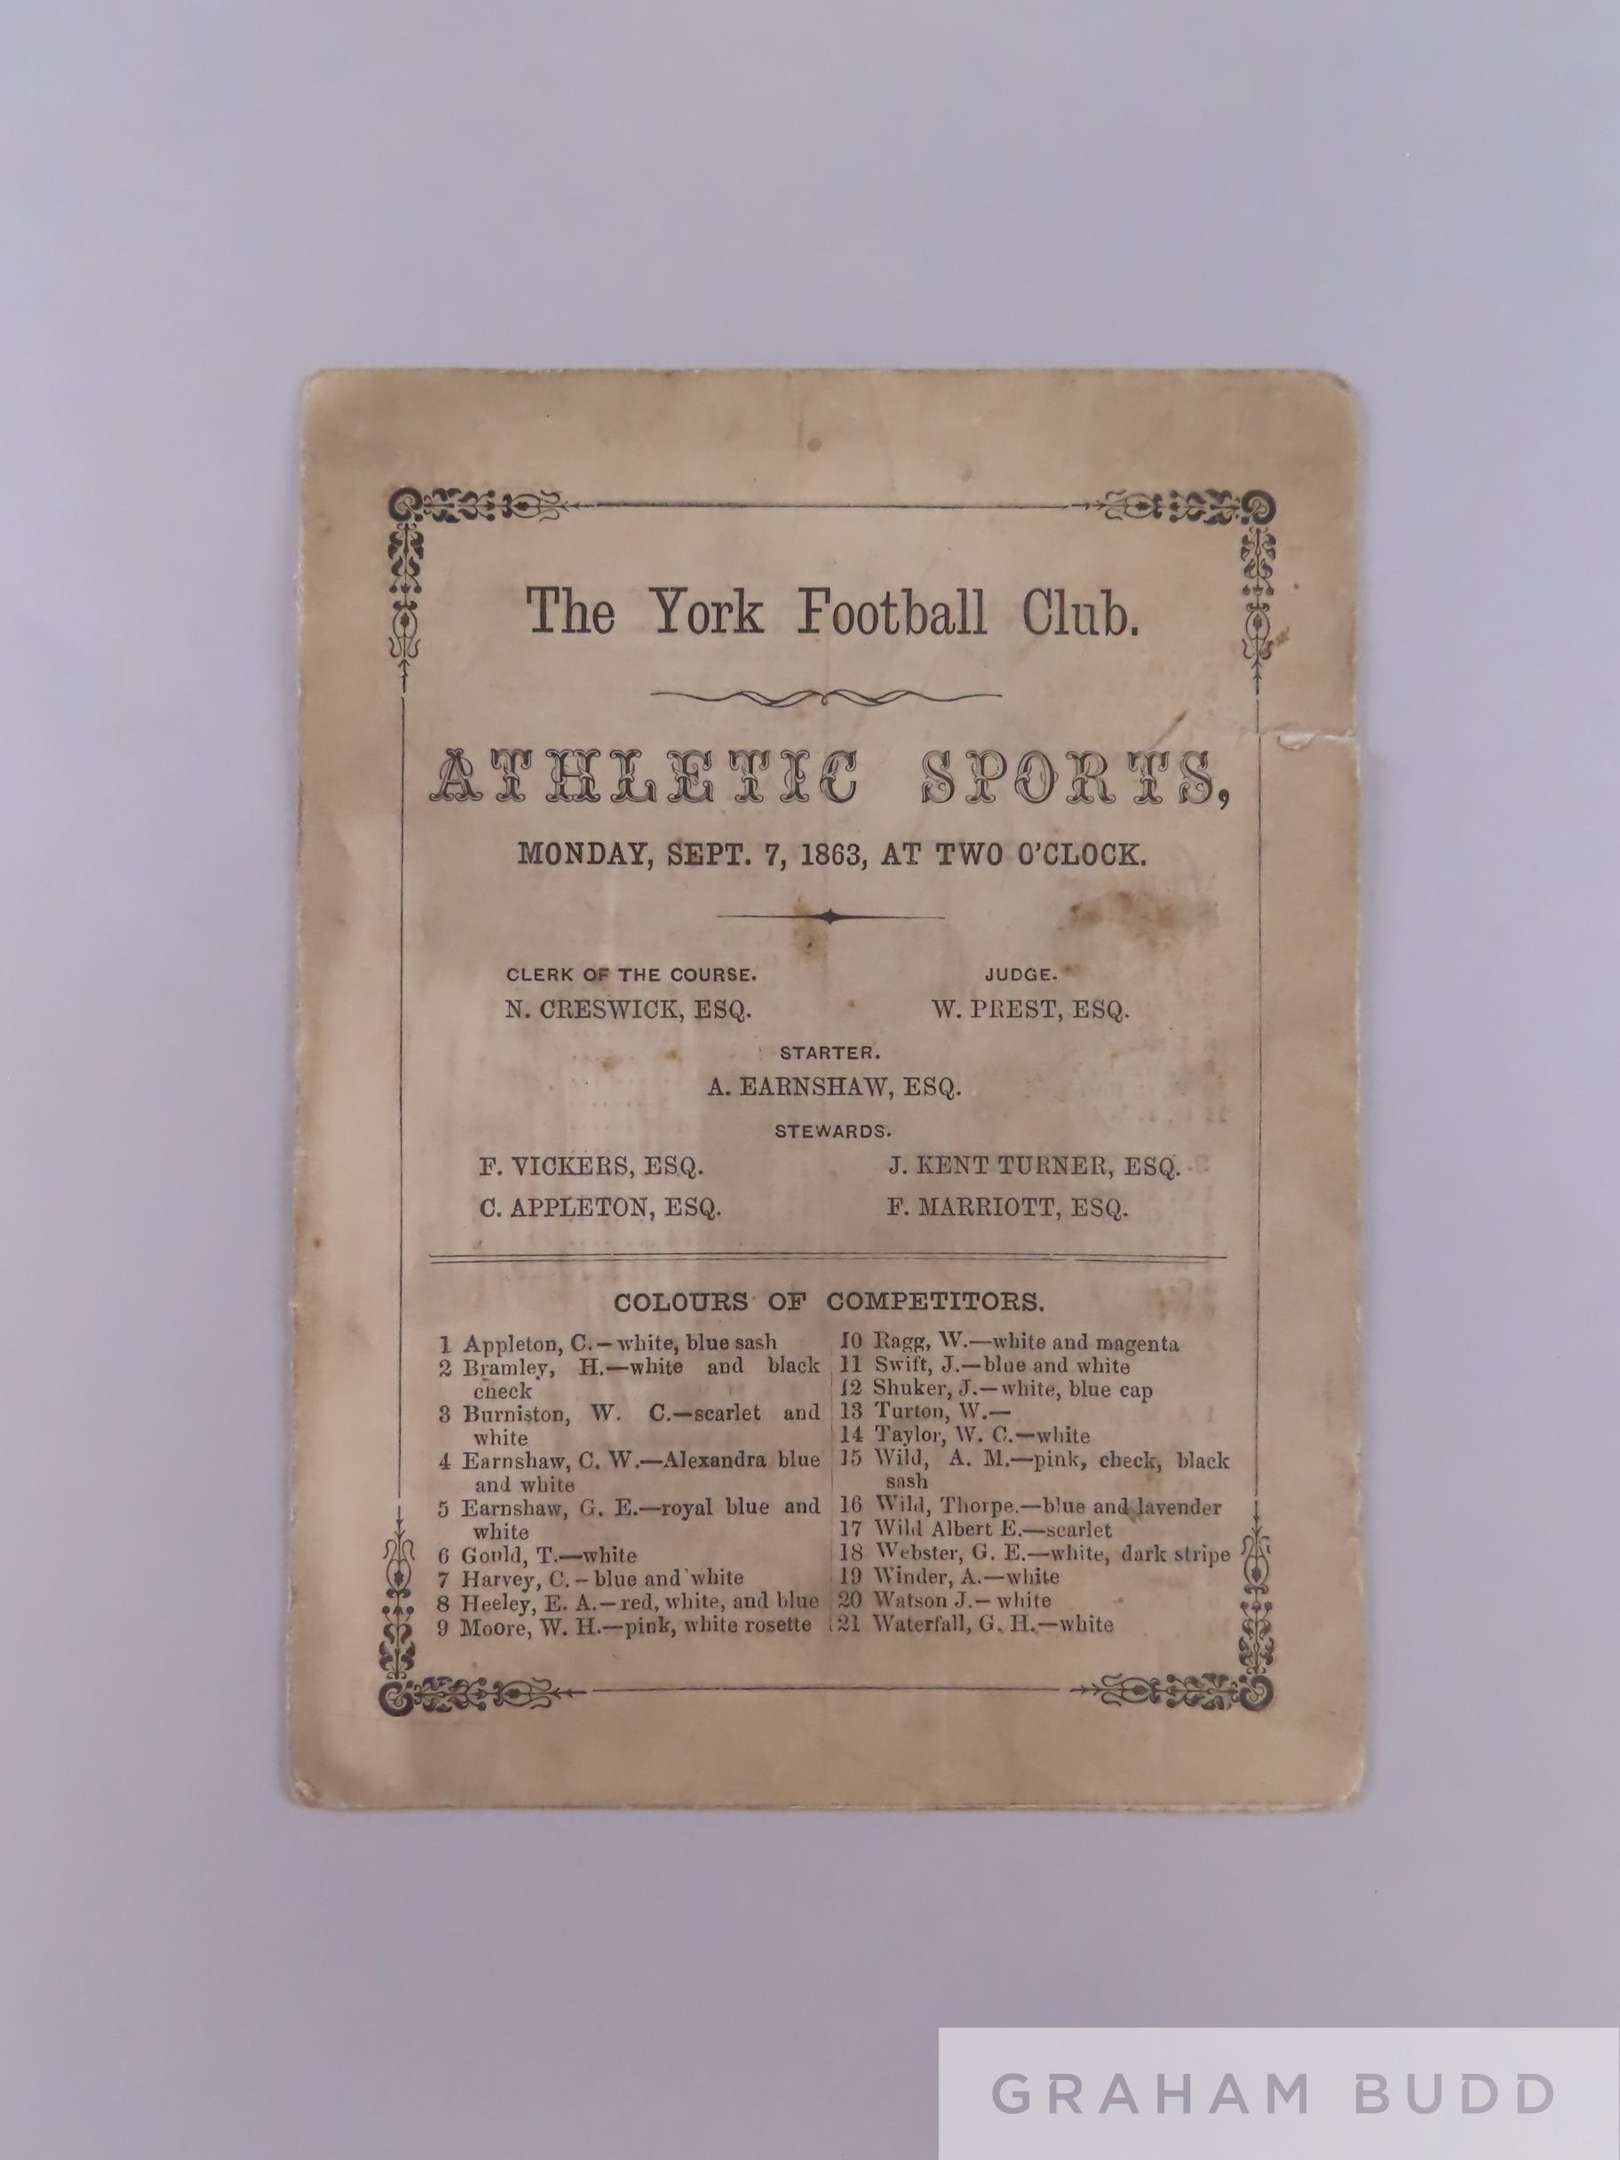 The York Football Club.
ATHLETIC SPORTS,
MONDAY, SEPT. 7, 1863, AT TWO O'CLOCK.
CLERK OF THE COURSE.
N. CRESWICK, ESQ.
JUDGE.
W. PREST, ESQ.
STARTER.
A. EARNSHAW, ESQ.
STEWARDS.
F. VICKERS, ESQ.
J. KENT TURNER, ESQ.
C. APPLETON, ESQ.
F. MARRIOTT, ESQ.
COLOURS OF COMPETITORS.
1 Appleton, C.—white, blue sash
2 Bramley, H.—white and black
check
3 Burniston, W. C.—scarlet and
white
4 Earnshaw, C. W.—Alexandra blue
and white
5 Earnshaw, G. E.—royal blue and
white
6 Gould, T.—white
7 Harvey, C.—blue and white
8 Heeley, E. A.—red, white, and blue
9 Moore, W. H.—pink, white rosette
10 Ragg, W.—white and magenta
11 Swift, J.—blue and white
12 Shuker, J.—white, blue cap
13 Turton, W.—
14 Taylor, W. C.—white
15 Wild, A. M.—pink, check, black
sash
16 Wild, Thorpe.—blue and lavender
17 Wild Albert E.—scarlet
18 Webster, G. E.—white, dark stripe
19 Winder, A.—white
20 Watson J.—white
21 Waterfall, G. H.—white
GRAHAM BUDD